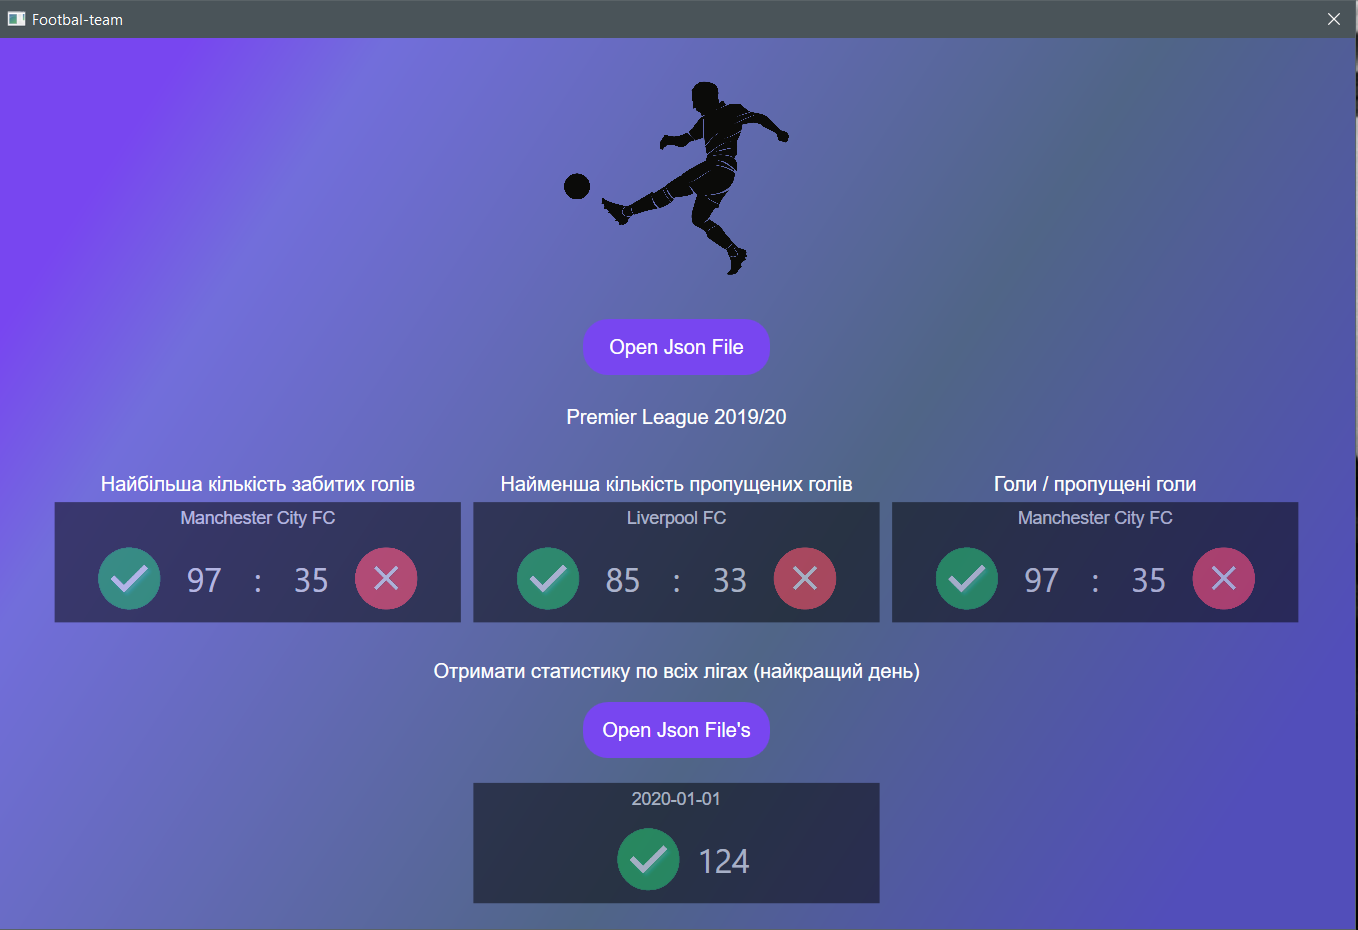 Footbal-team
Open Json File
Premier League 2019/20
Найбільша кількість забитих голів
Найменша кількість пропущених голів
Голи / пропущені голи
Manchester City FC
Liverpool FC
Manchester City FC
97 : 35
85 : 33
97 : 35
Отримати статистику по всіх лігах (найкращий день)
Open Json File's
2020-01-01
124